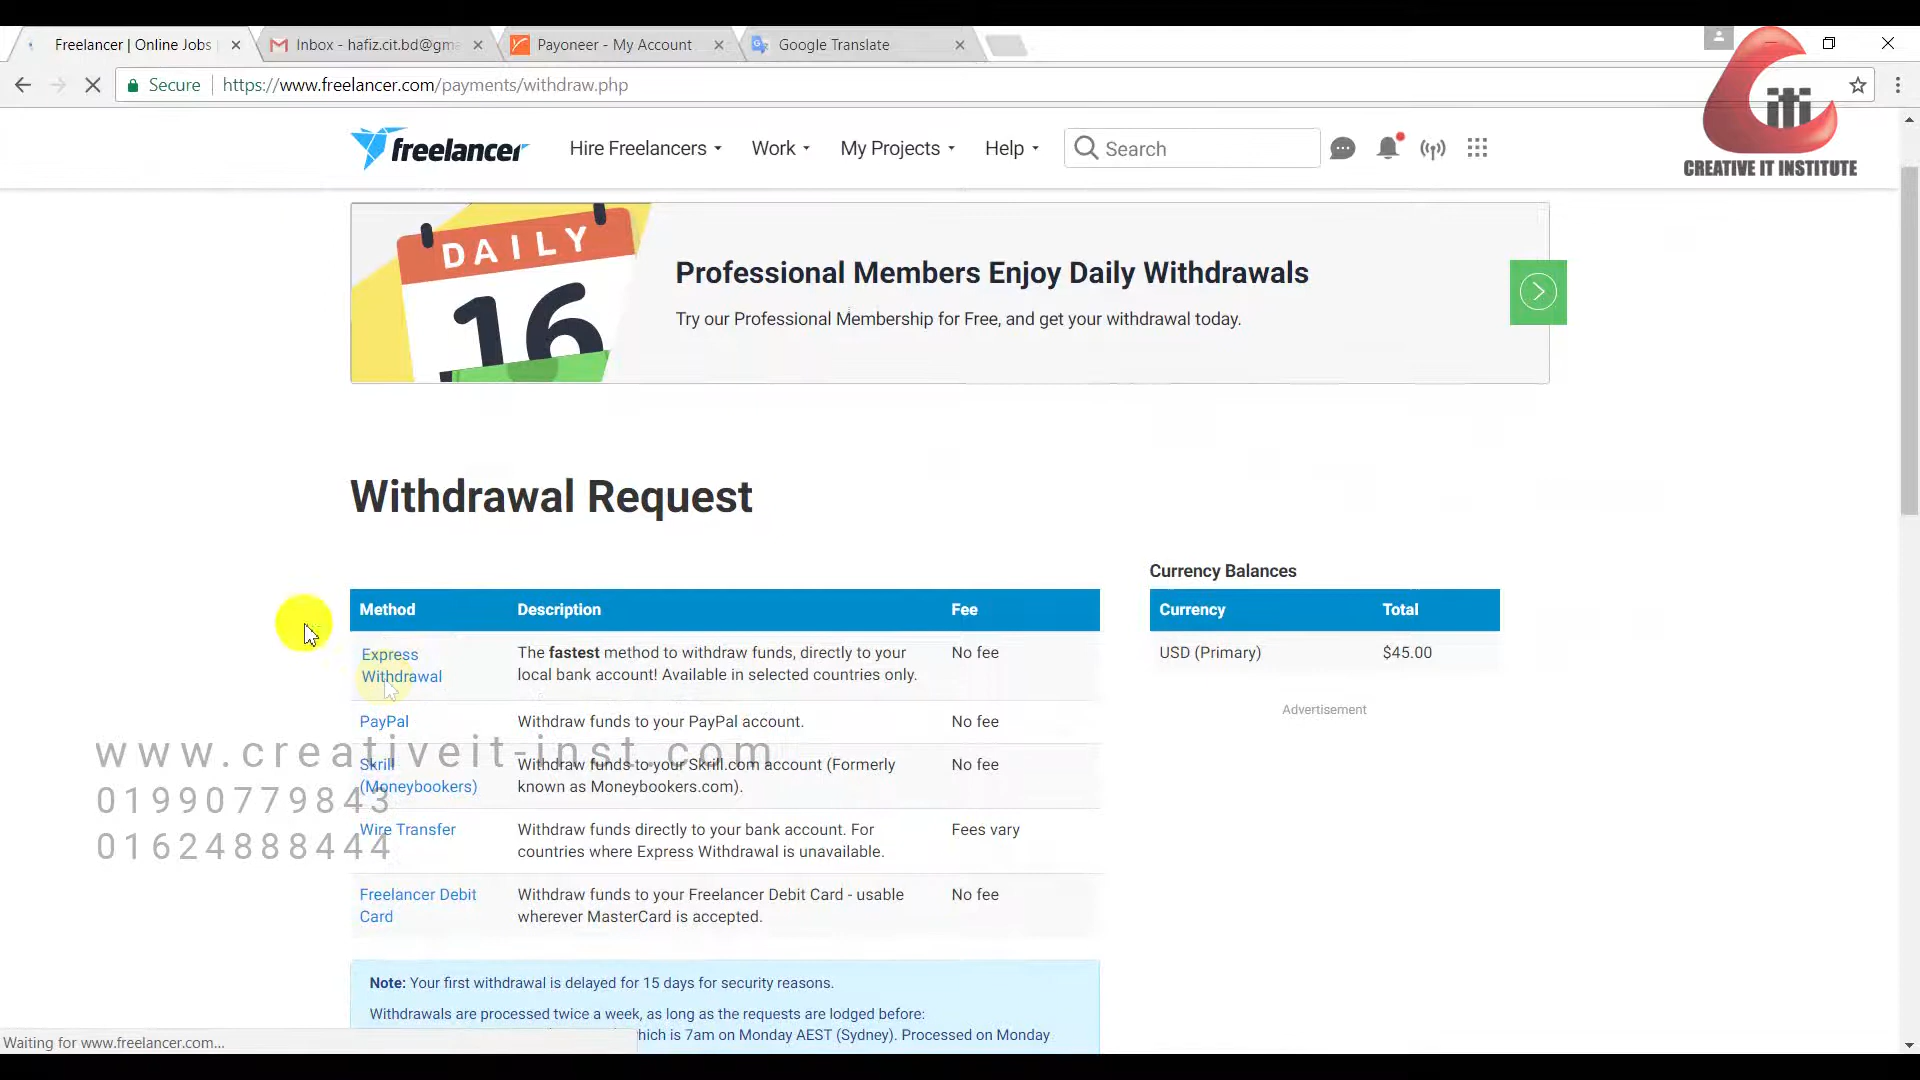 Freelancer | Online Jobs
Inbox - hafiz.cit.bd@gma
Payoneer - My Account
Google Translate
Secure
https://www.freelancer.com/payments/withdraw.php
freelancer
Hire Freelancers
Work
My Projects
Help
Search
iti
CREATIVE IT INSTITUTE
DAILY
16
Professional Members Enjoy Daily Withdrawals
Try our Professional Membership for Free, and get your withdrawal today.
Withdrawal Request
Currency Balances
Method Description Fee
Currency Total
Express Withdrawal
The fastest method to withdraw funds, directly to your
local bank account! Available in selected countries only.
No fee
USD (Primary) $45.00
Advertisement
PayPal
Withdraw funds to your PayPal account.
No fee
www.creativeit-inst.com
Skrill
(Moneybookers)
Withdraw funds to your Skrill.com account (Formerly
known as Moneybookers.com).
No fee
01990779843
Wire Transfer
Withdraw funds directly to your bank account. For
countries where Express Withdrawal is unavailable.
Fees vary
01624888444
Freelancer Debit
Card
Withdraw funds to your Freelancer Debit Card - usable
wherever MasterCard is accepted.
No fee
Note: Your first withdrawal is delayed for 15 days for security reasons.
Withdrawals are processed twice a week, as long as the requests are lodged before:
hich is 7am on Monday AEST (Sydney). Processed on Monday
Waiting for www.freelancer.com...